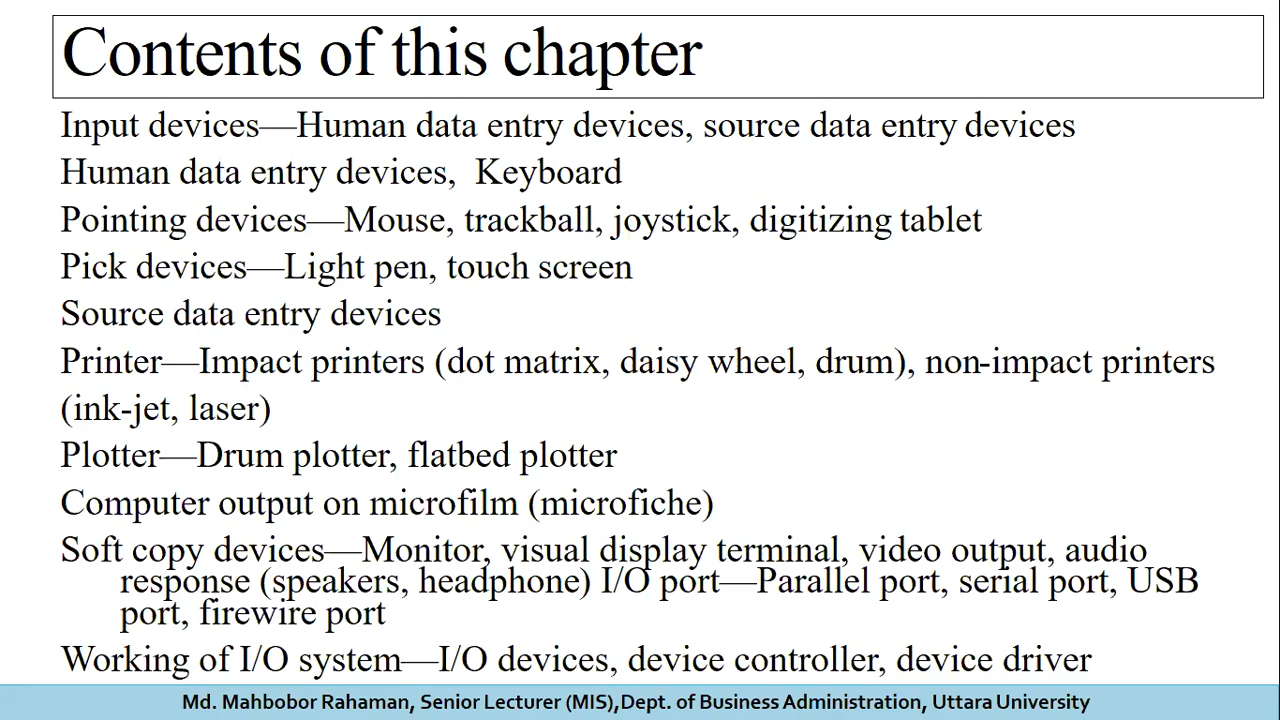 Contents of this chapter
Input devices—Human data entry devices, source data entry devices
Human data entry devices,  Keyboard
Pointing devices—Mouse, trackball, joystick, digitizing tablet
Pick devices—Light pen, touch screen
Source data entry devices
Printer—Impact printers (dot matrix, daisy wheel, drum), non-impact printers
(ink-jet, laser)
Plotter—Drum plotter, flatbed plotter
Computer output on microfilm (microfiche)
Soft copy devices—Monitor, visual display terminal, video output, audio
response (speakers, headphone) I/O port—Parallel port, serial port, USB
port, firewire port
Working of I/O system—I/O devices, device controller, device driver
Md. Mahbobor Rahaman, Senior Lecturer (MIS),Dept. of Business Administration, Uttara University